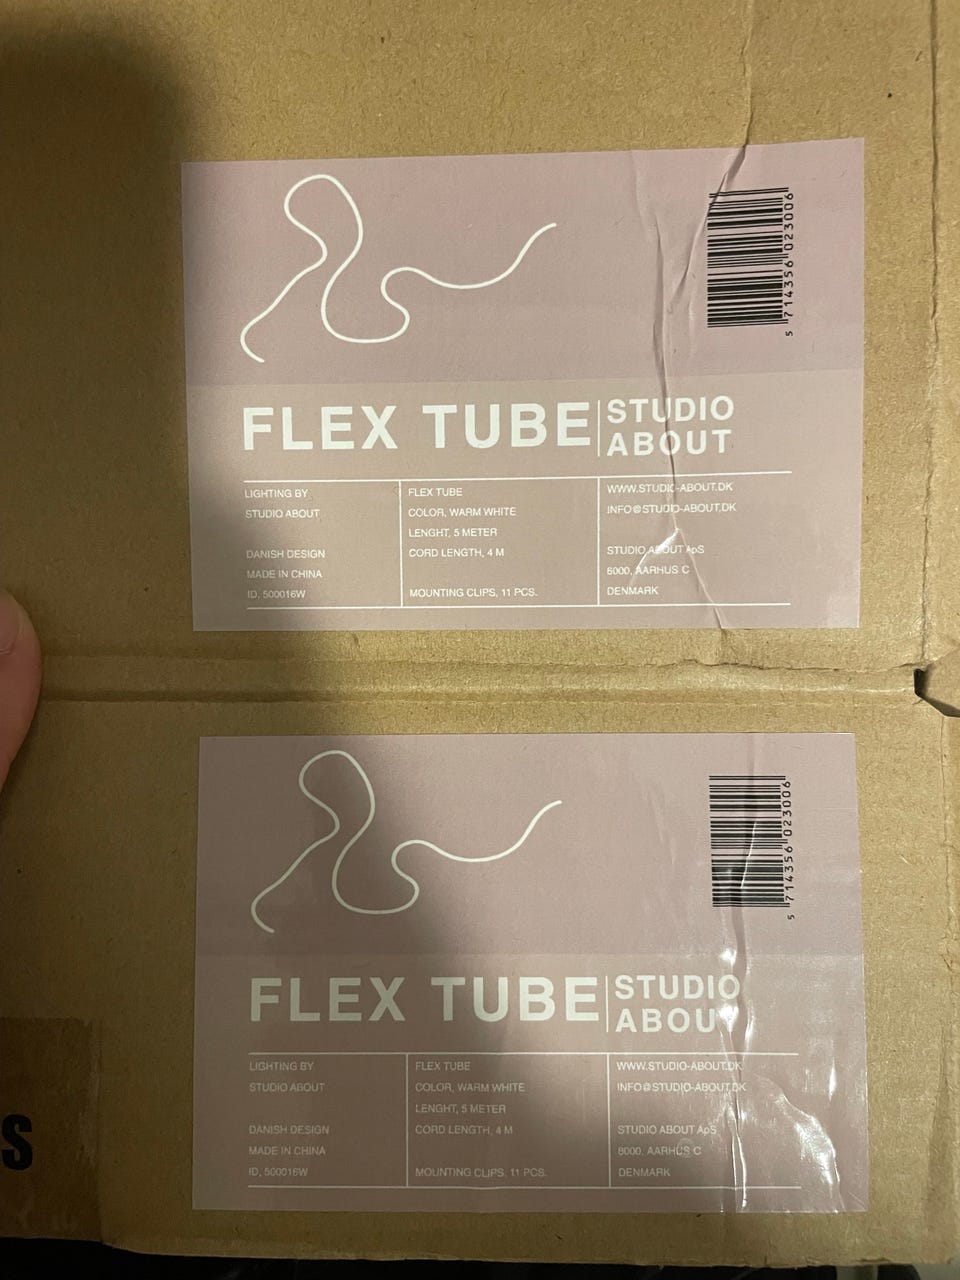 5 714356 023006
FLEX TUBE
STUDIO
ABOUT
LIGHTING BY
STUDIO ABOUT
DANISH DESIGN
MADE IN CHINA
ID, 500016W
FLEX TUBE
COLOR, WARM WHITE
LENGHT, 5 METER
CORD LENGTH, 4 M
MOUNTING CLIPS, 11 PCS.
WWW.STUDIO-ABOUT.DK
INFO@STUDIO-ABOUT.DK
STUDIO ABOUT ApS
8000, AARHUS C
DENMARK
5 714356 023006
FLEX TUBE
STUDIO
ABOUT
LIGHTING BY
STUDIO ABOUT
DANISH DESIGN
MADE IN CHINA
ID, 500016W
FLEX TUBE
COLOR, WARM WHITE
LENGHT, 5 METER
CORD LENGTH, 4 M
MOUNTING CLIPS, 11 PCS.
WWW.STUDIO-ABOUT.DK
INFO@STUDIO-ABOUT.DK
STUDIO ABOUT ApS
8000, AARHUS C
DENMARK
S